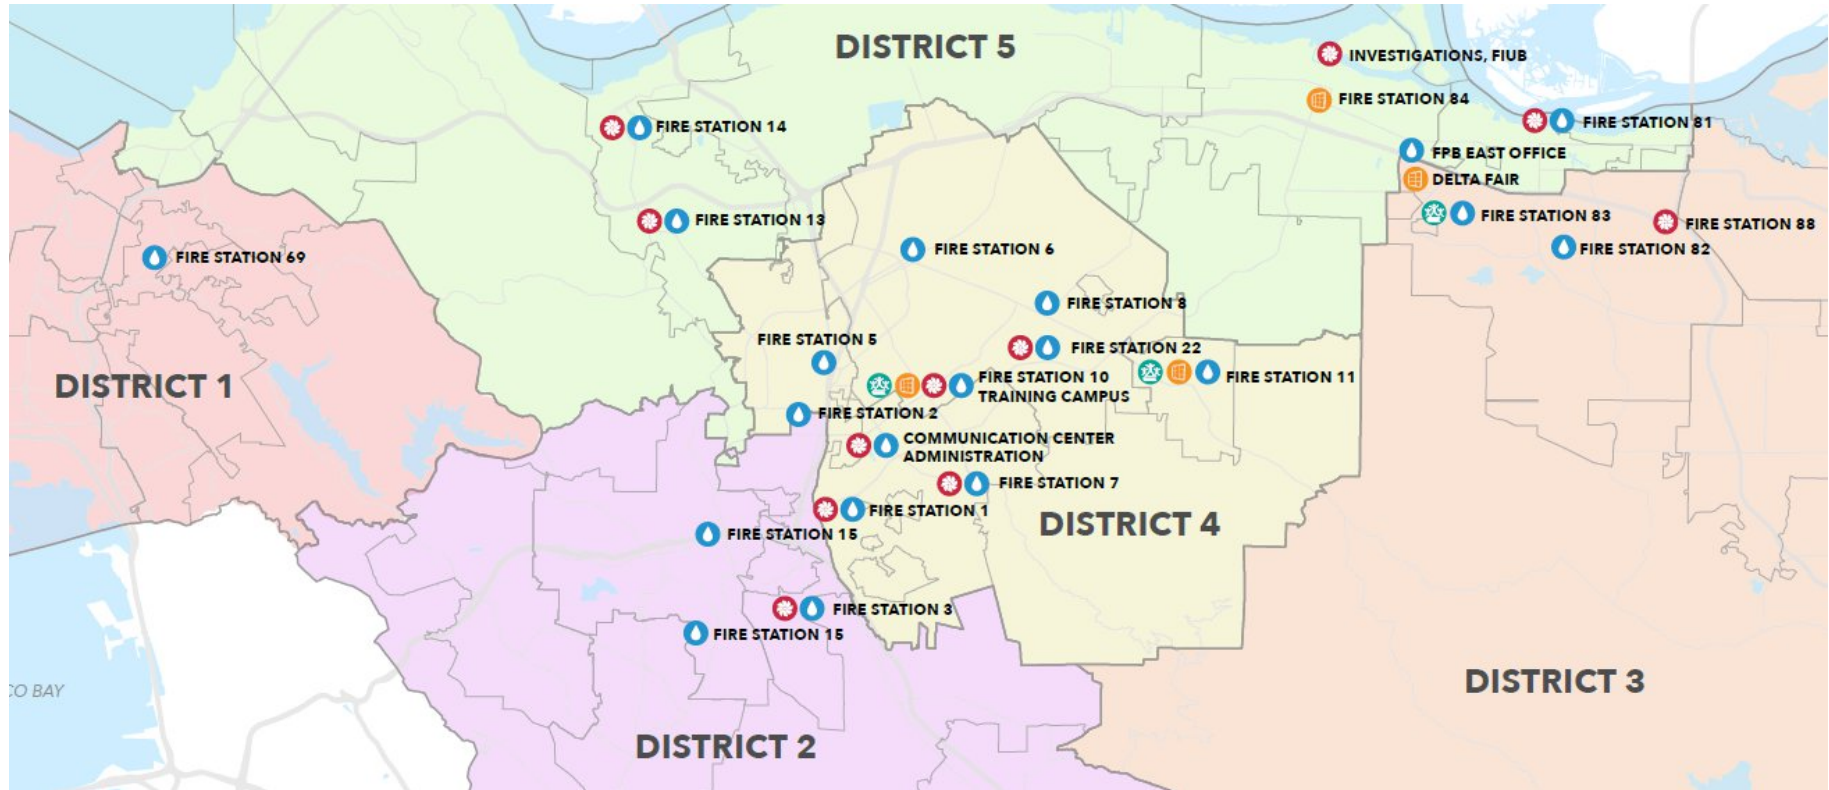 DISTRICT 5
INVESTIGATIONS, FIUB
FIRE STATION 84
FIRE STATION 14
FIRE STATION 81
FPB EAST OFFICE
DELTA FAIR
FIRE STATION 13
FIRE STATION 83
FIRE STATION 88
FIRE STATION 69
FIRE STATION 6
FIRE STATION 82
FIRE STATION 8
FIRE STATION 5
FIRE STATION 22
DISTRICT 1
FIRE STATION 10
TRAINING CAMPUS
FIRE STATION 11
FIRE STATION 2
COMMUNICATION CENTER
ADMINISTRATION
FIRE STATION 7
FIRE STATION 1
DISTRICT 4
FIRE STATION 15
FIRE STATION 3
FIRE STATION 15
CO BAY
DISTRICT 3
DISTRICT 2